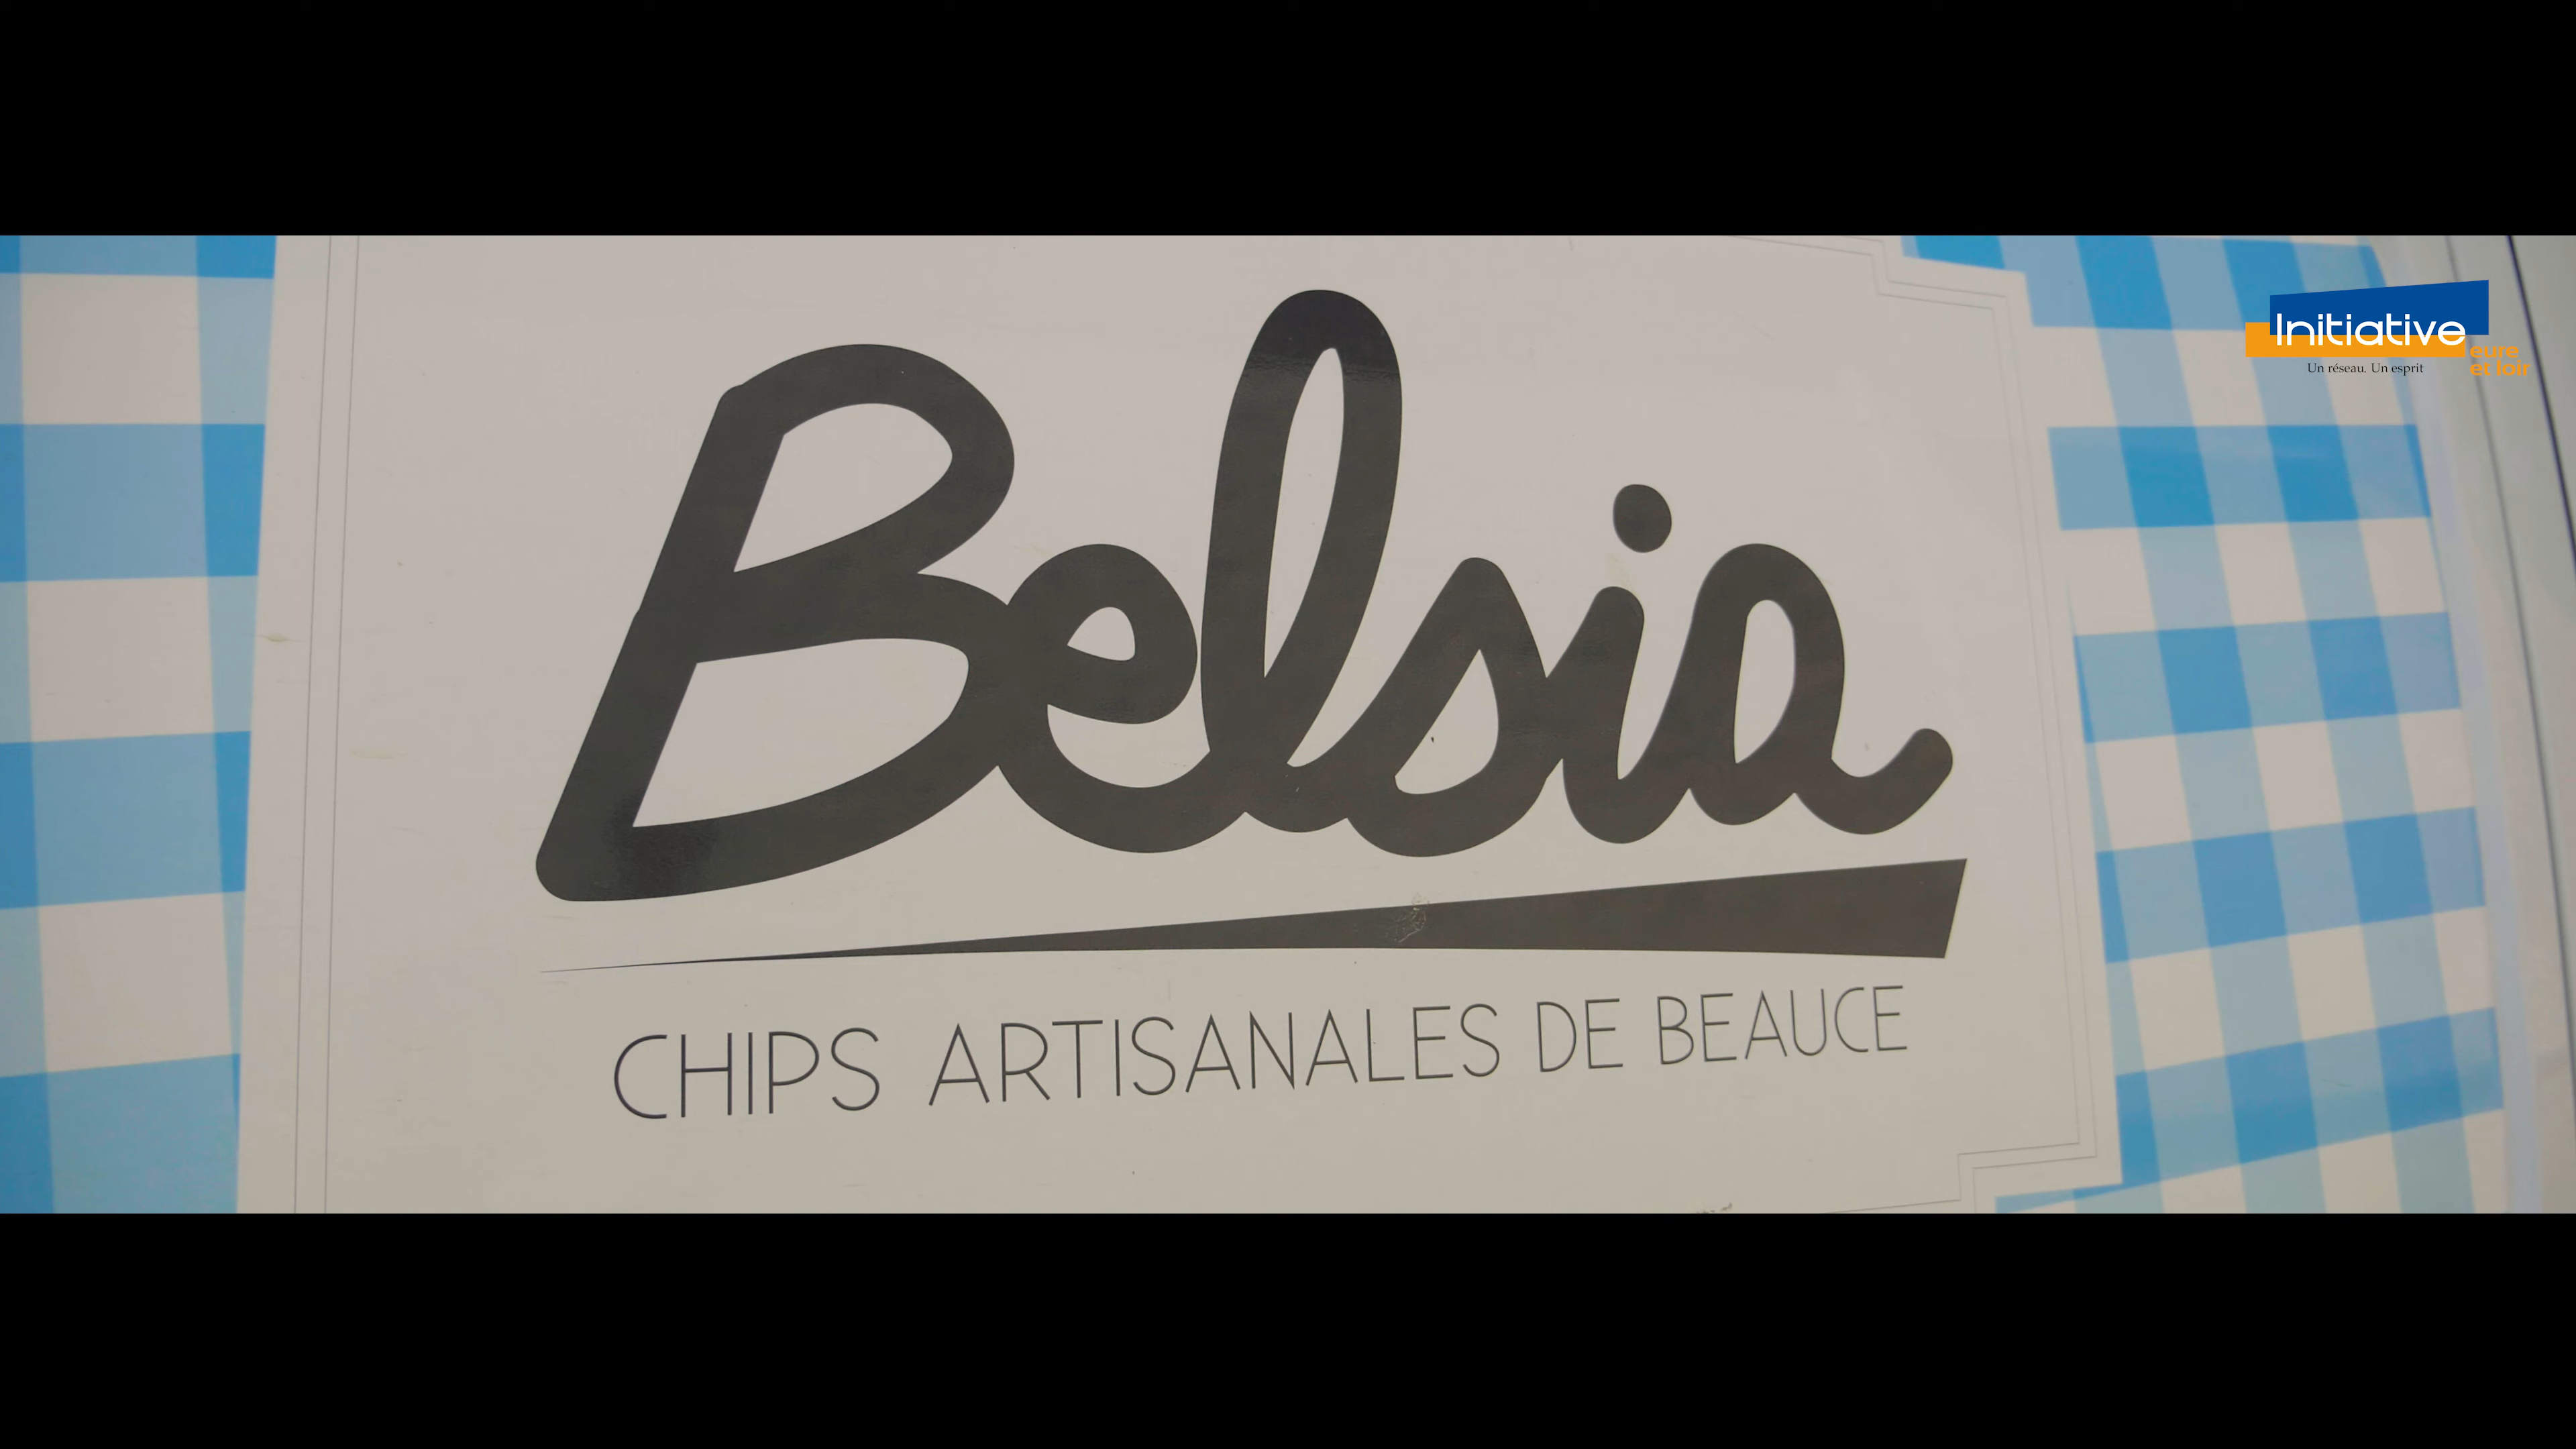 Belsia
CHIPS ARTISANALES DE BEAUCE
Initiative
eure
et loir
Un réseau, Un esprit